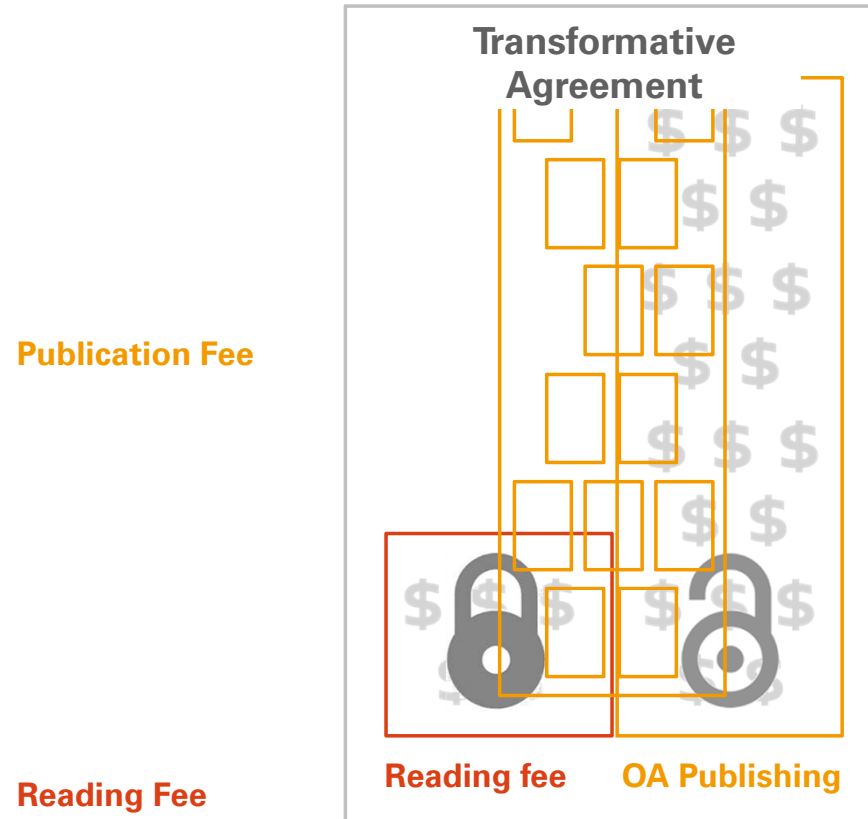 Transformative
Agreement
$ $ $
$ $
$ $ $
Publication Fee
$ $
$ $ $
$ $
$ $ $ $ $ $
$ $ $ $
Reading fee OA Publishing
Reading Fee